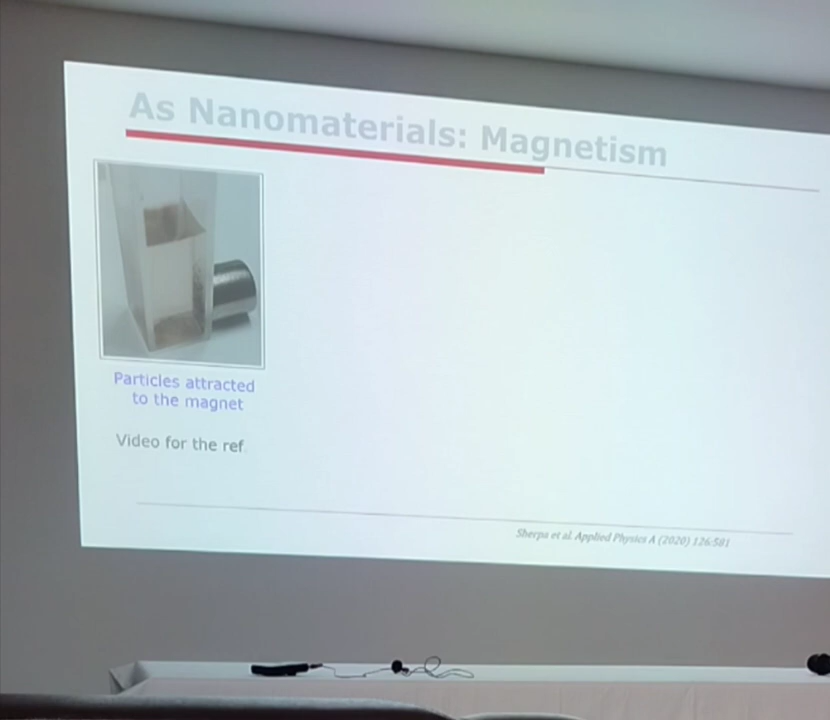 As Nanomaterials: Magnetism
Particles attracted
to the magnet
Video for the ref
Sherpa et al. Applied Physics A (2020) 126:581